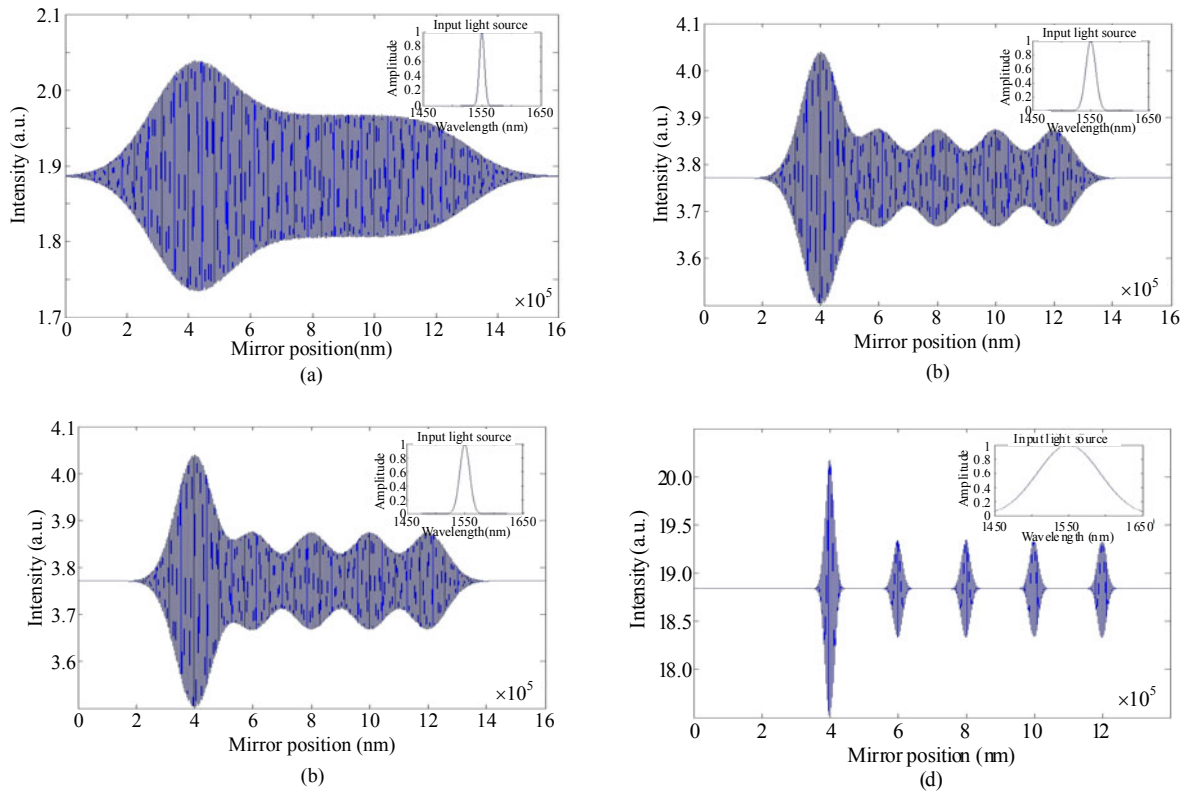 2.1
2.0
1.9
1.8
1.7
Intensity (a.u.)
Input light source
1
0.8
0.6
0.4
0.2
0
Amplitude
1450 1550 1650
Wavelength (nm)
×10⁵
0 2 4 6 8 10 12 14 16
Mirror position(nm)
(a)
4.1
4.0
3.9
3.8
3.7
3.6
Intensity (a.u.)
Input light source
1
0.8
0.6
0.4
0.2
0
Amplitude
1450 1550 1650
Wavelength (nm)
×10⁵
0 2 4 6 8 10 12 14 16
Mirror position (nm)
(b)
4.1
4.0
3.9
3.8
3.7
3.6
Intensity (a.u.)
Input light source
1
0.8
0.6
0.4
0.2
0
Amplitude
1450 1550 1650
Wavelength(nm)
×10⁵
0 2 4 6 8 10 12 14 16
Mirror position (nm)
(b)
20.0
19.5
19.0
18.5
18.0
Intensity (a.u.)
Input light source
1
0.8
0.6
0.4
0.2
0
Amplitude
1450 1550 1650
Wavelength (nm)
×10⁵
0 2 4 6 8 10 12
Mirror position (nm)
(d)